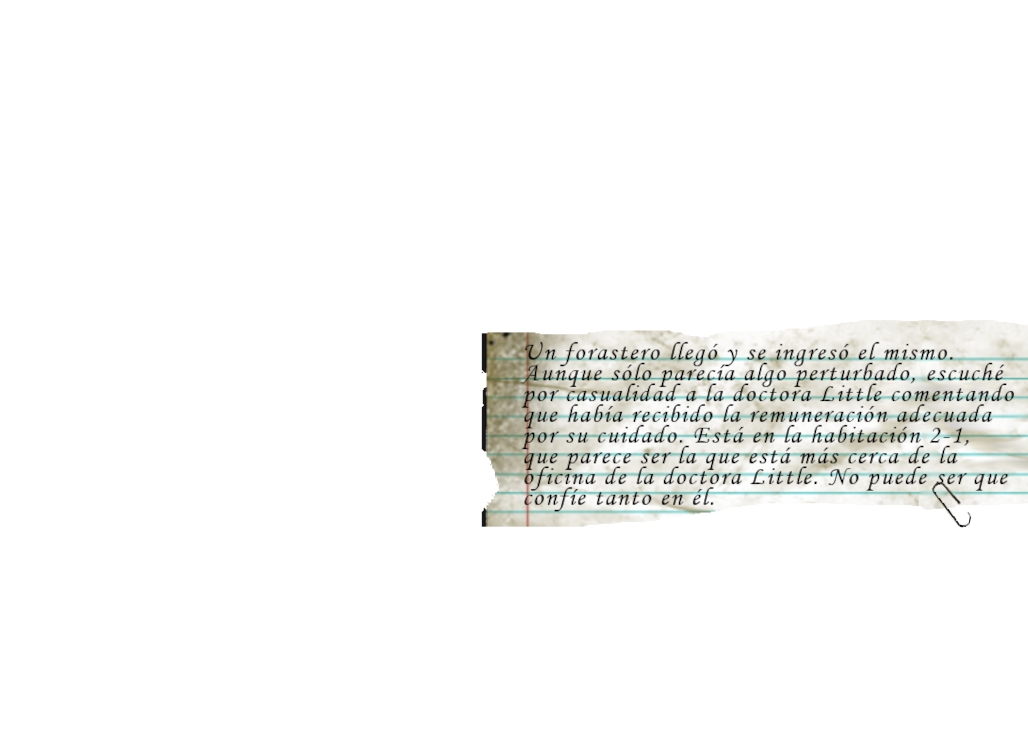 Un forastero llegó y se ingresó el mismo.
Aunque sólo parecía algo perturbado, escuché
por casualidad a la doctora Little comentando
que había recibido la remuneración adecuada
por su cuidado. Está en la habitación 2-1,
que parece ser la que está más cerca de la
oficina de la doctora Little. No puede ser que
confíe tanto en él.